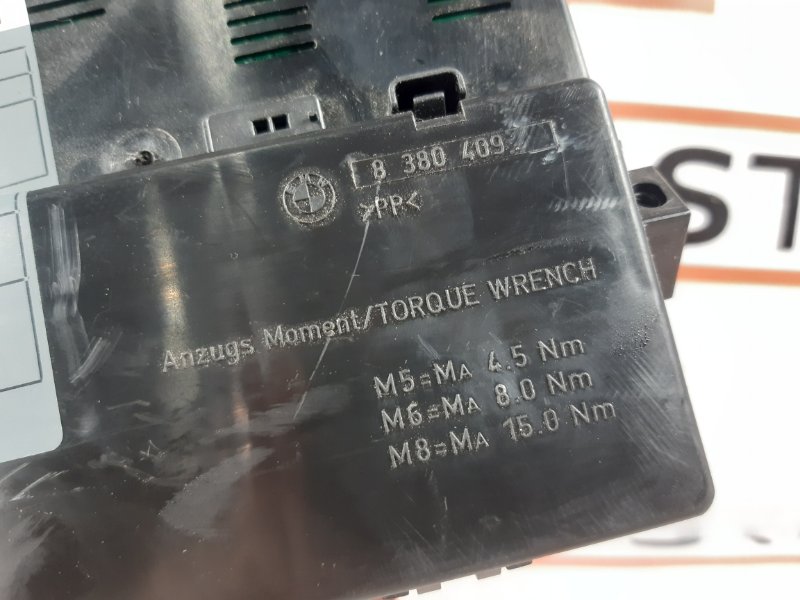 8 380 409
>PP<
Anzugs Moment/TORQUE WRENCH
M5=MA 4.5 Nm
M6=MA 8.0 Nm
M8=MA 15.0 Nm
ST